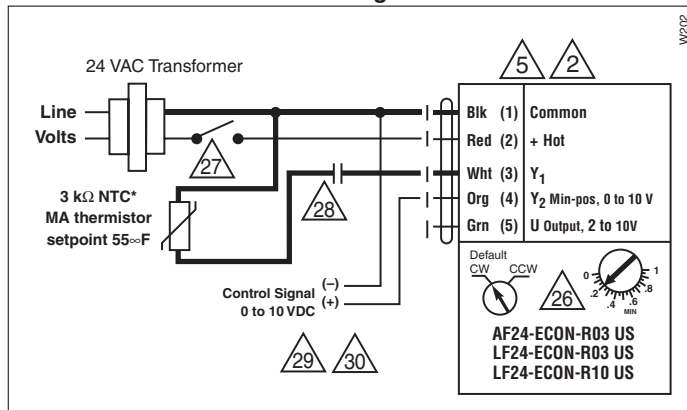 W202
24 VAC Transformer
Line
Volts
5
2
Blk (1) Common
Red (2) + Hot
Wht (3) Y1
Org (4) Y2 Min-pos, 0 to 10 V
Grn (5) U Output, 2 to 10V
27
28
3 kΩ NTC*
MA thermistor
setpoint 55∞F
Control Signal (–)
0 to 10 VDC (+)
29
30
Default
CW
CCW
26
0
.2
.4
.6
.8
1
MIN
AF24-ECON-R03 US
LF24-ECON-R03 US
LF24-ECON-R10 US